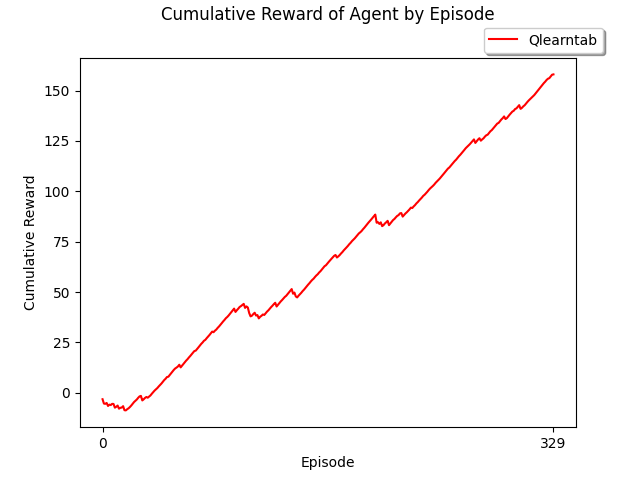 Cumulative Reward of Agent by Episode
Qlearntab
150
125
100
75
50
25
0
Cumulative Reward
0 329
Episode